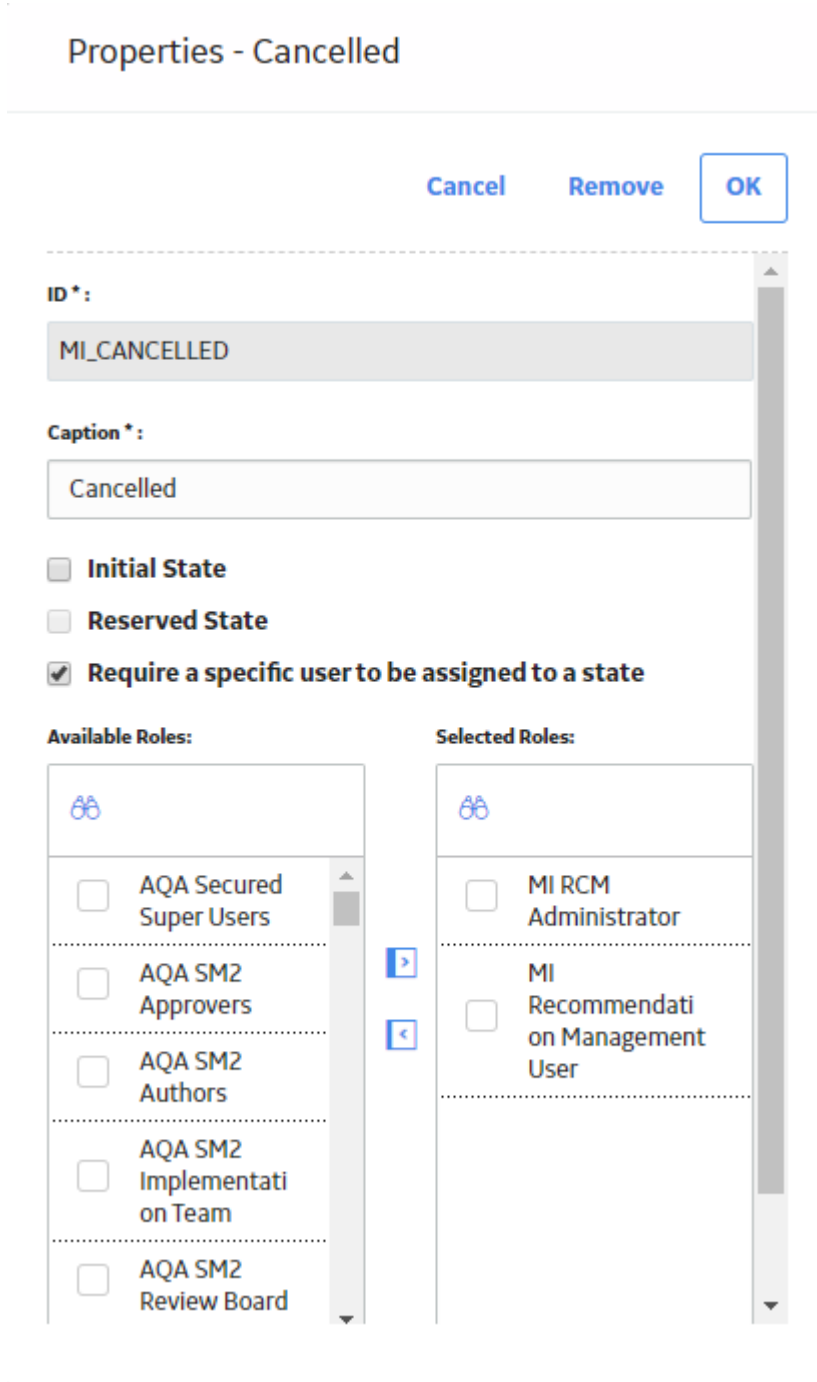 Properties - Cancelled
Cancel Remove OK
ID * :
MI_CANCELLED
Caption * :
Cancelled
Initial State
Reserved State
Require a specific user to be assigned to a state
Available Roles:
AQA Secured
Super Users
AQA SM2
Approvers
AQA SM2
Authors
AQA SM2
Implementati
on Team
AQA SM2
Review Board
Selected Roles:
MI RCM
Administrator
MI
Recommendati
on Management
User